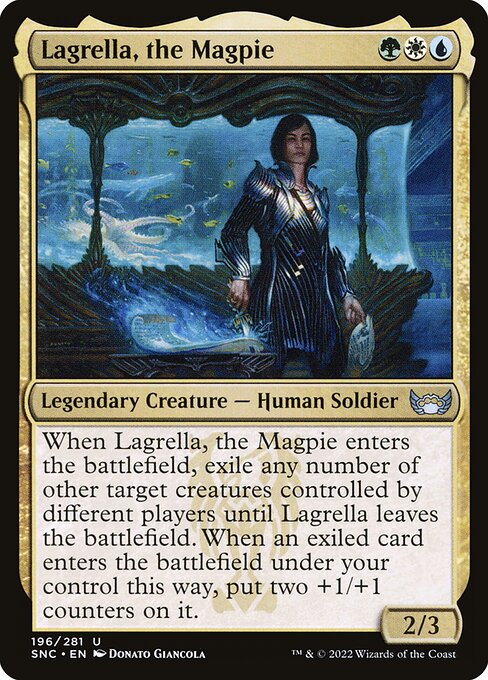 Lagrella, the Magpie
Legendary Creature — Human Soldier
When Lagrella, the Magpie enters
the battlefield, exile any number of
other target creatures controlled by
different players until Lagrella leaves
the battlefield. When an exiled card
enters the battlefield under your
control this way, put two +1/+1
counters on it.
2/3
196/281 U
SNC • EN Donato Giancola
™ & © 2022 Wizards of the Coast